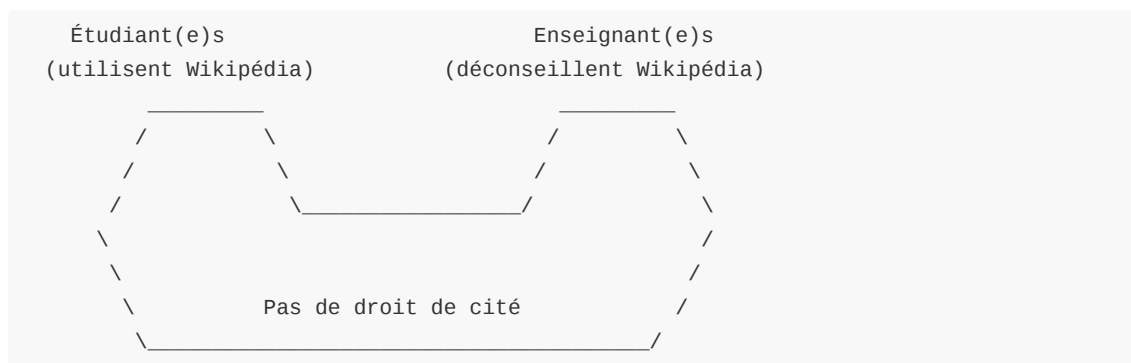 Étudiant(e)s Enseignant(e)s
(utilisent Wikipédia) (déconseillent Wikipédia)
Pas de droit de cité